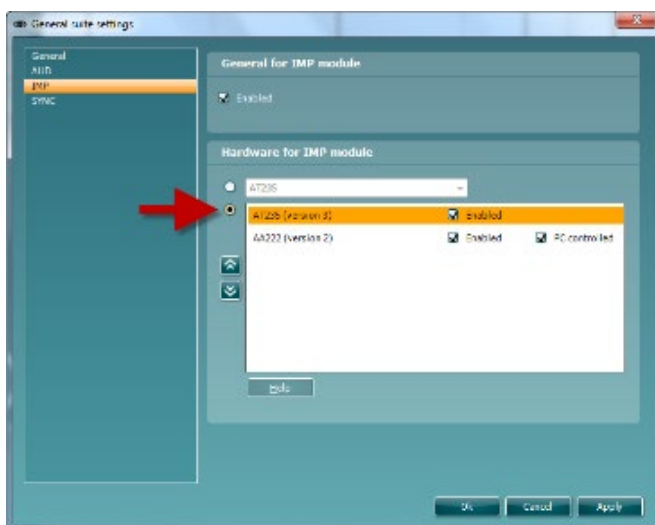 General suite settings
General
AUD
IMP
SYNC
General for IMP module
Enabled
Hardware for IMP module
AT235
AT235 (version 3) Enabled
AA222 (version 2) Enabled PC controlled
Help
Ok Cancel Apply